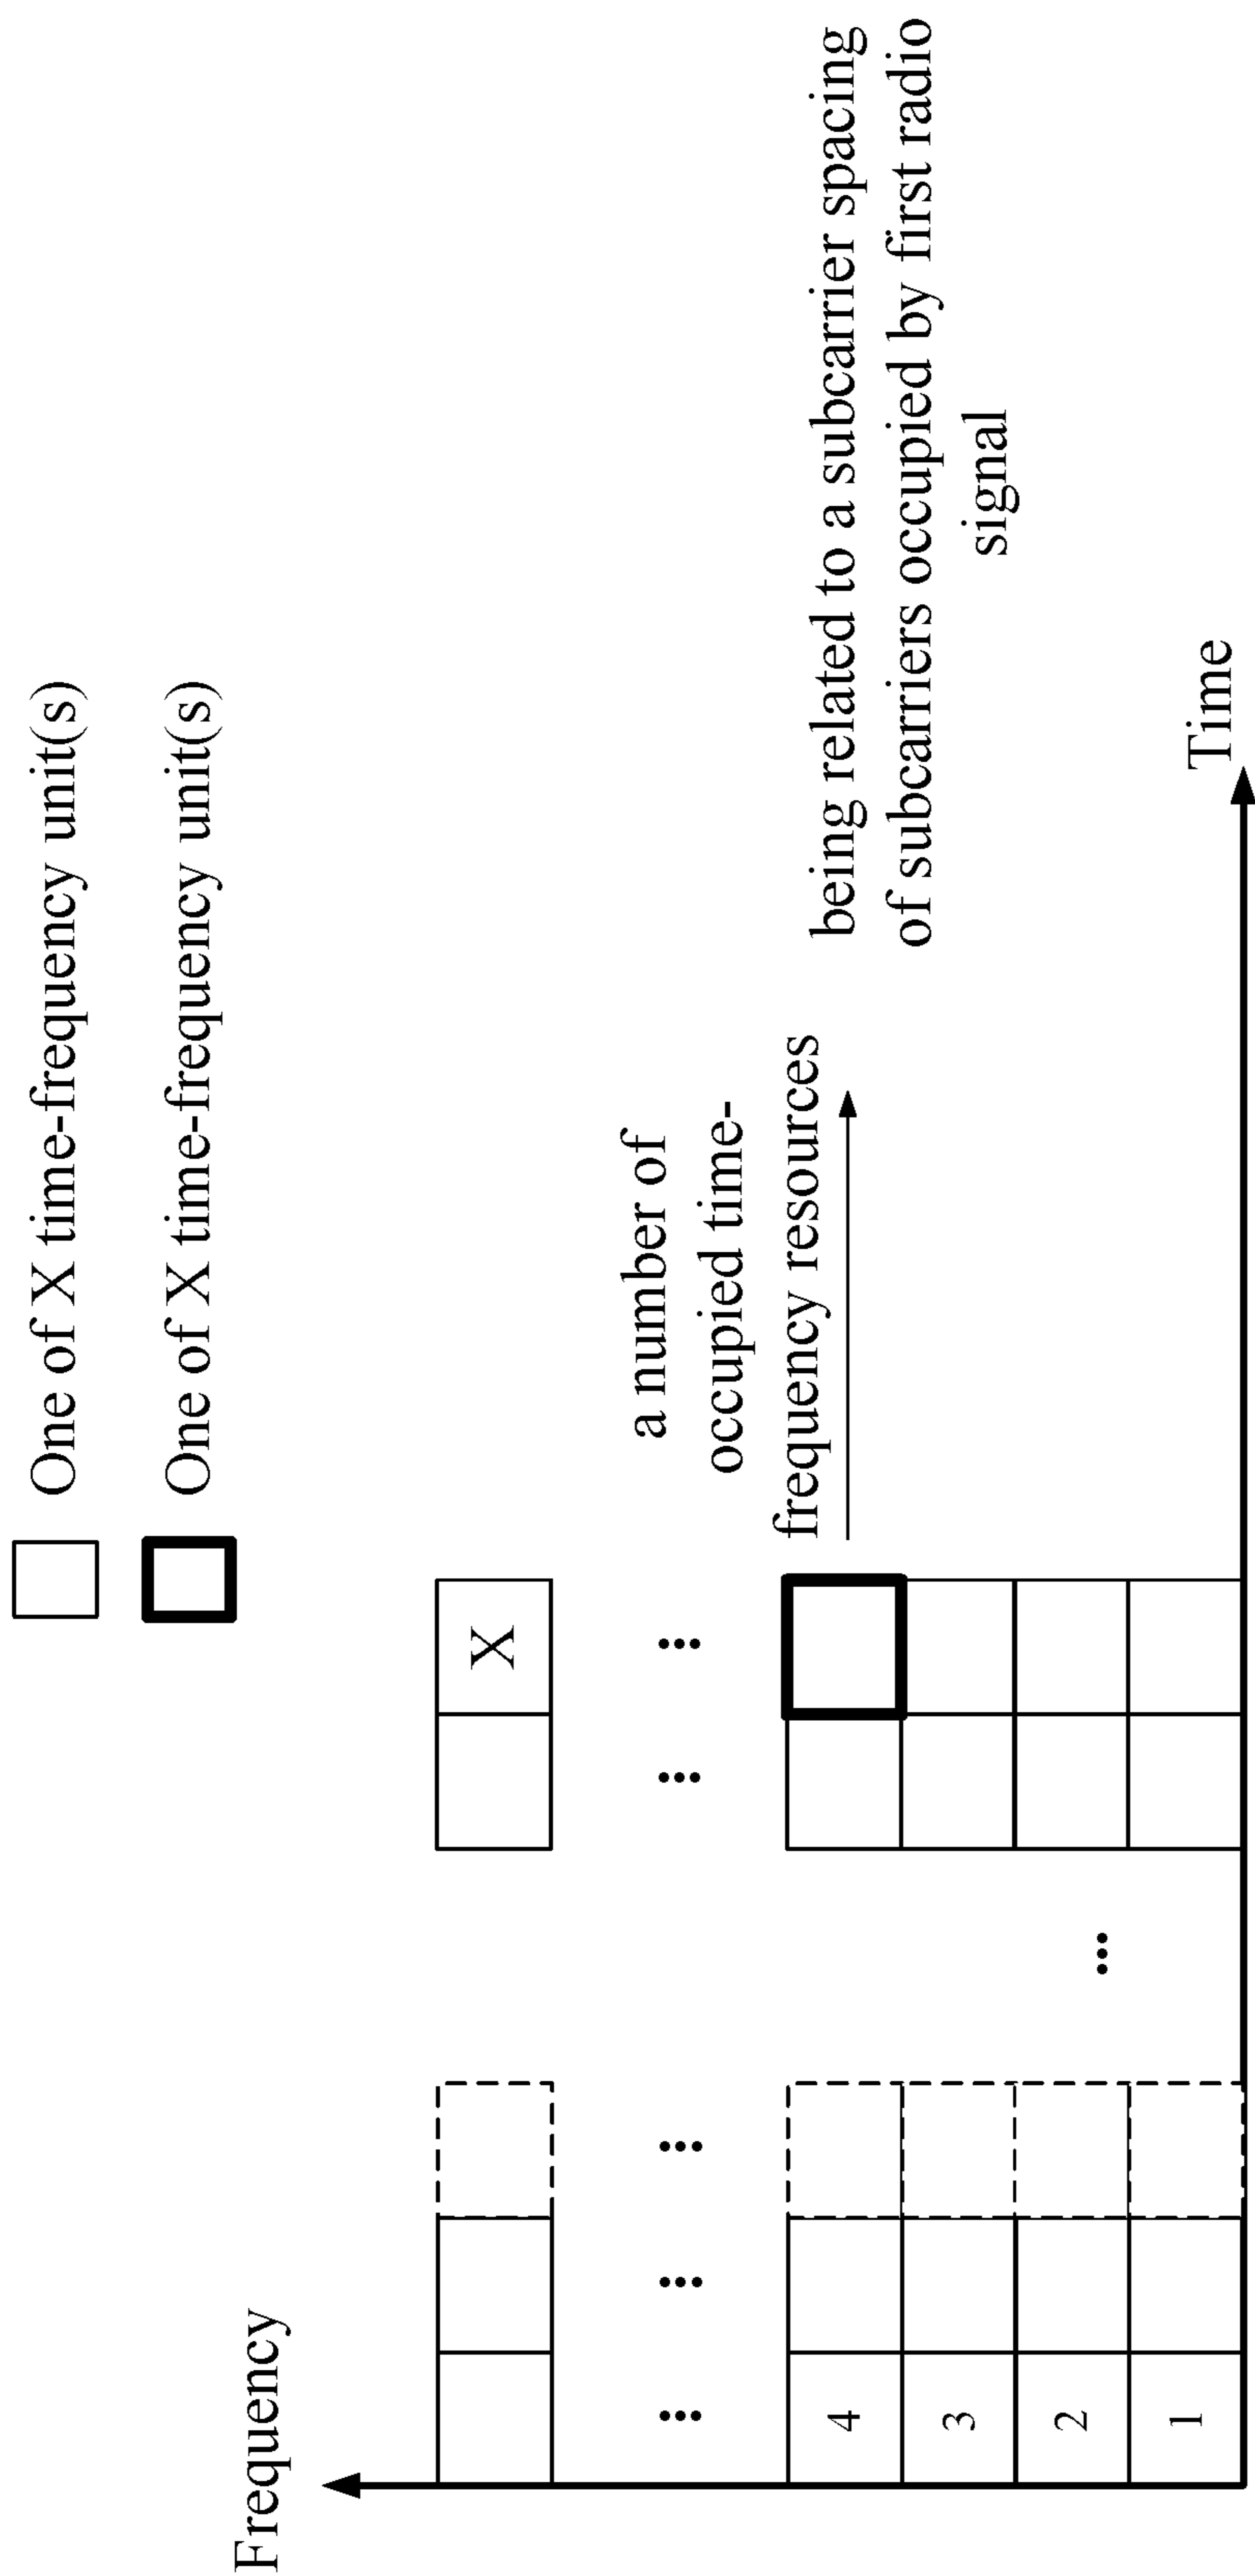 One of X time-frequency unit(s)
One of X time-frequency unit(s)
Frequency
X
a number of
occupied time-
frequency resources
being related to a subcarrier spacing
of subcarriers occupied by first radio
signal
4
3
2
1
Time